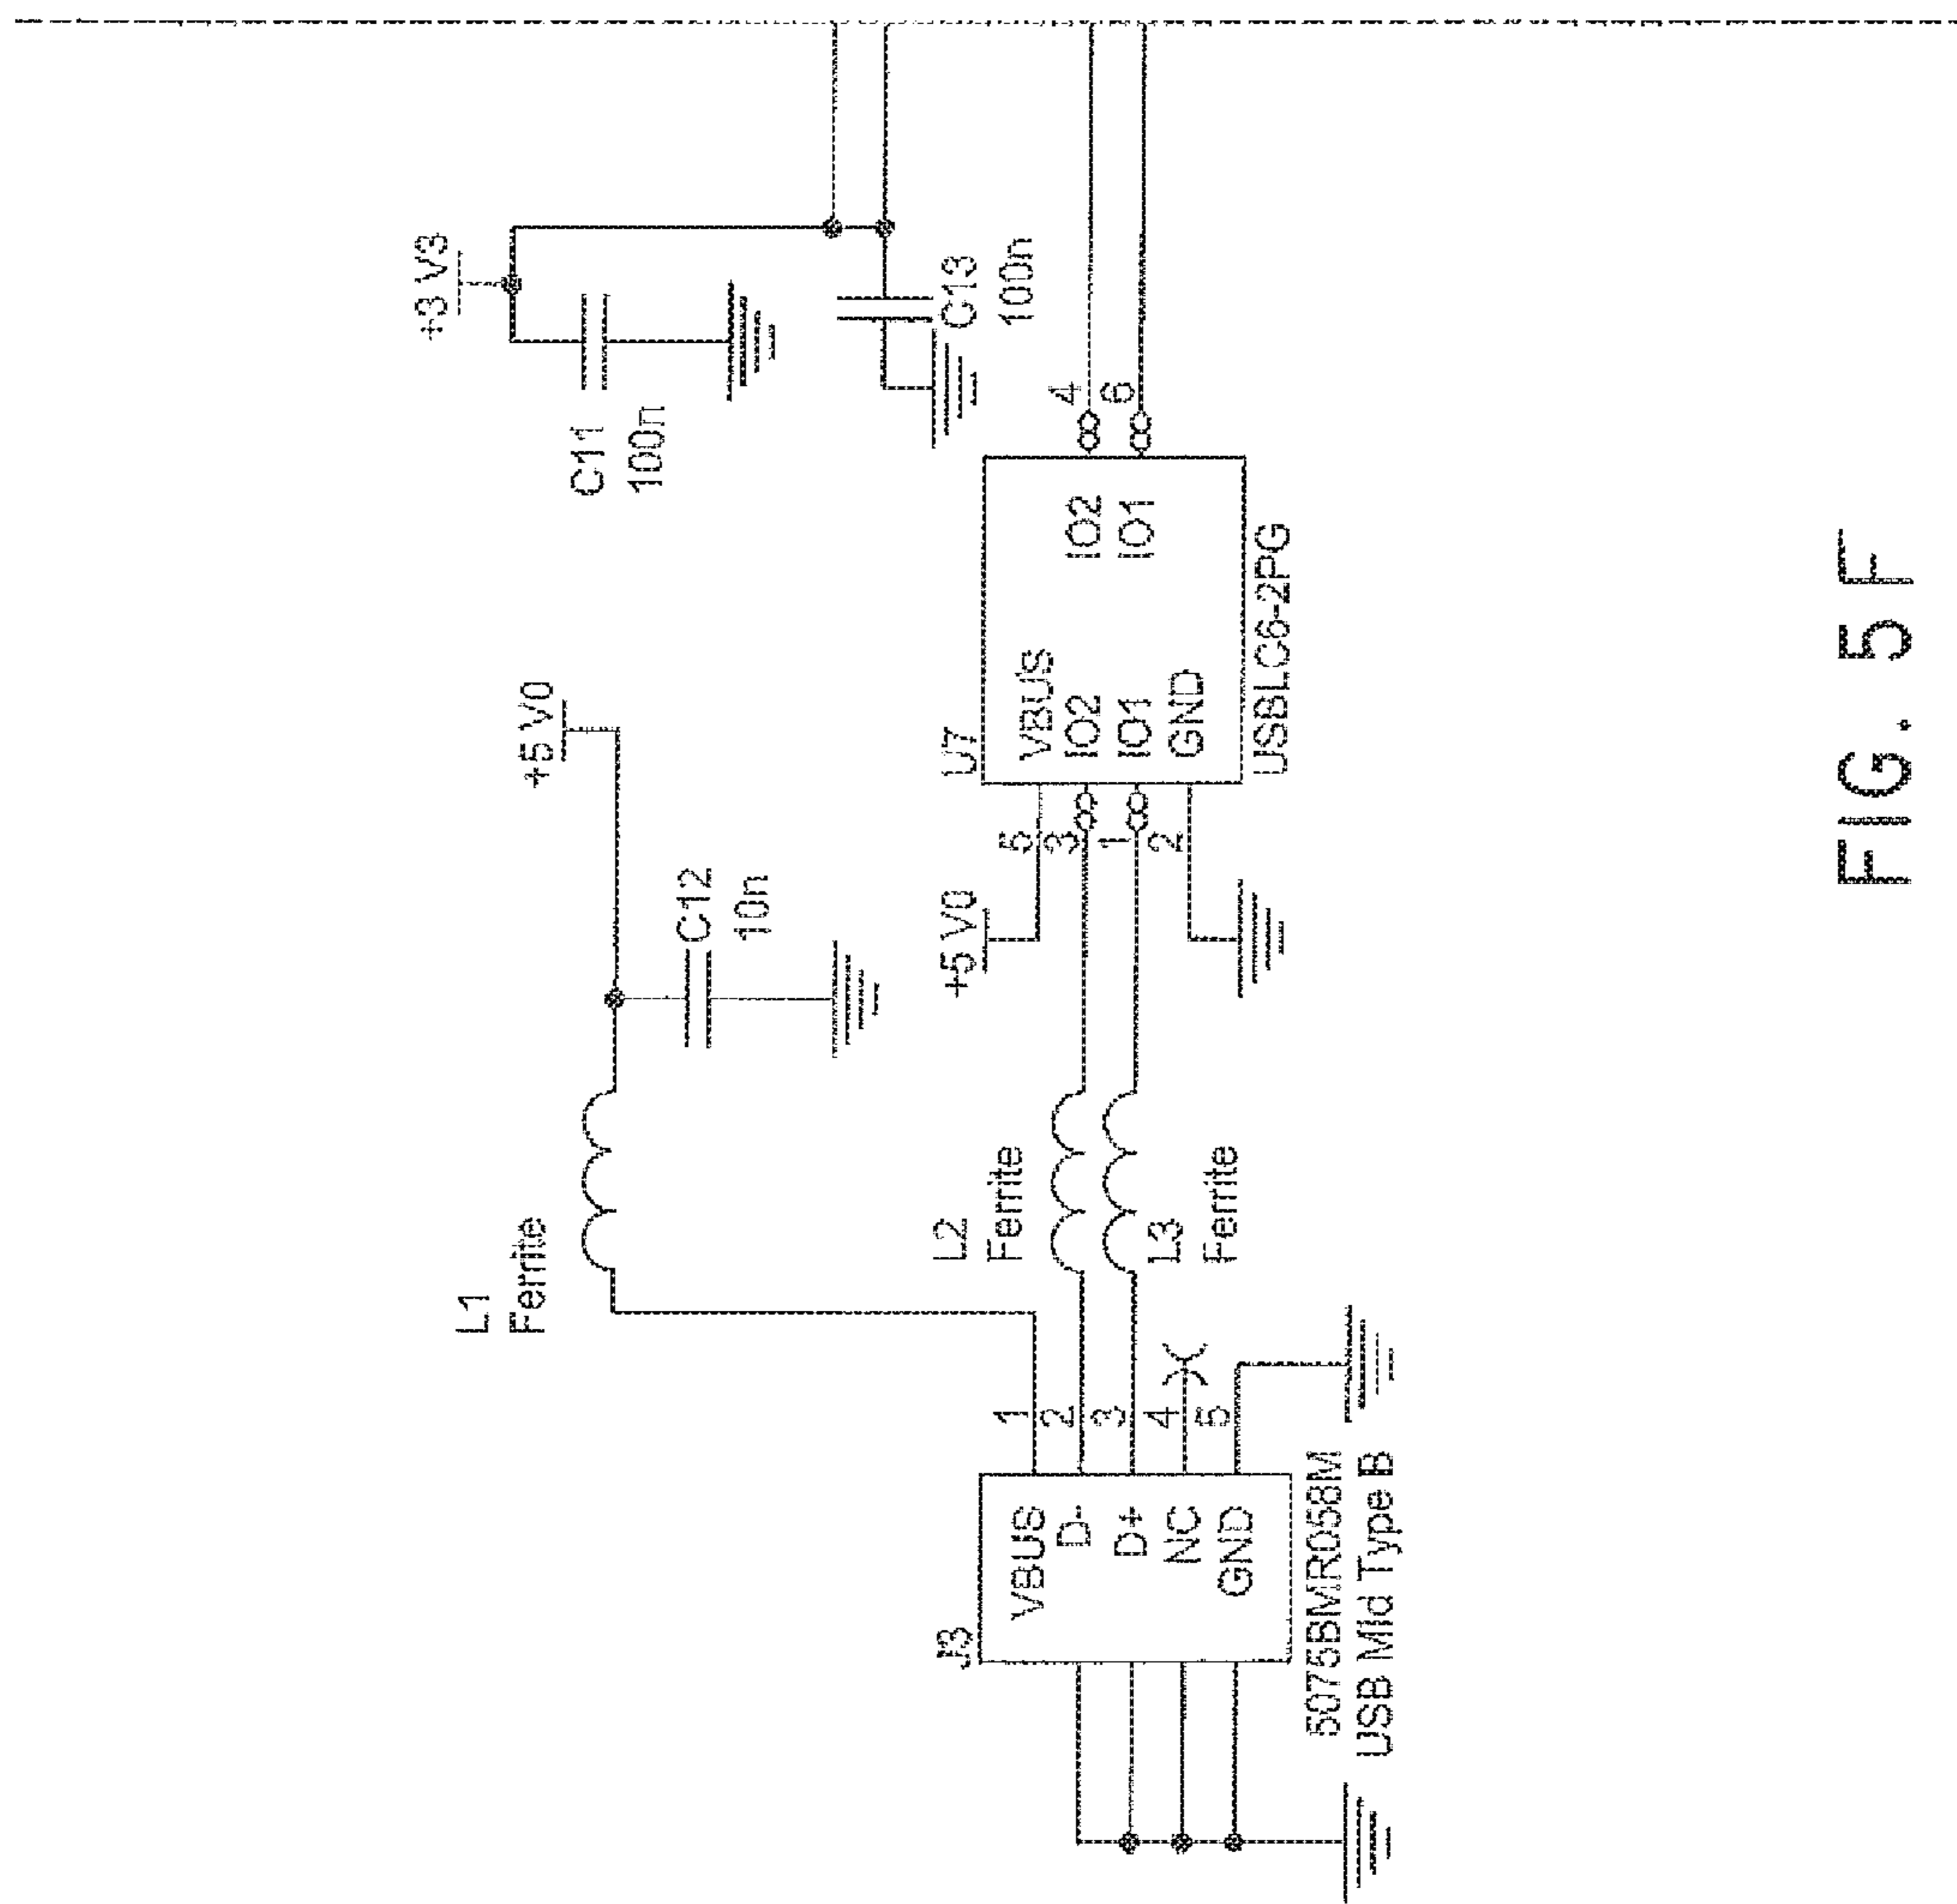 +3 V3
C11
100n
C13
100n
+5 V0
C12
10n
L1
Ferrite
L2
Ferrite
L3
Ferrite
+5 V0
U7
VBUS
IO2
IO1
GND
IO2
IO1
5
3
1
2
4
6
USBLC6-2PG
J3
VBUS
D-
D+
NC
GND
1
2
3
4
5
5075BMR058M
USB Mid Type B
FIG. 5F